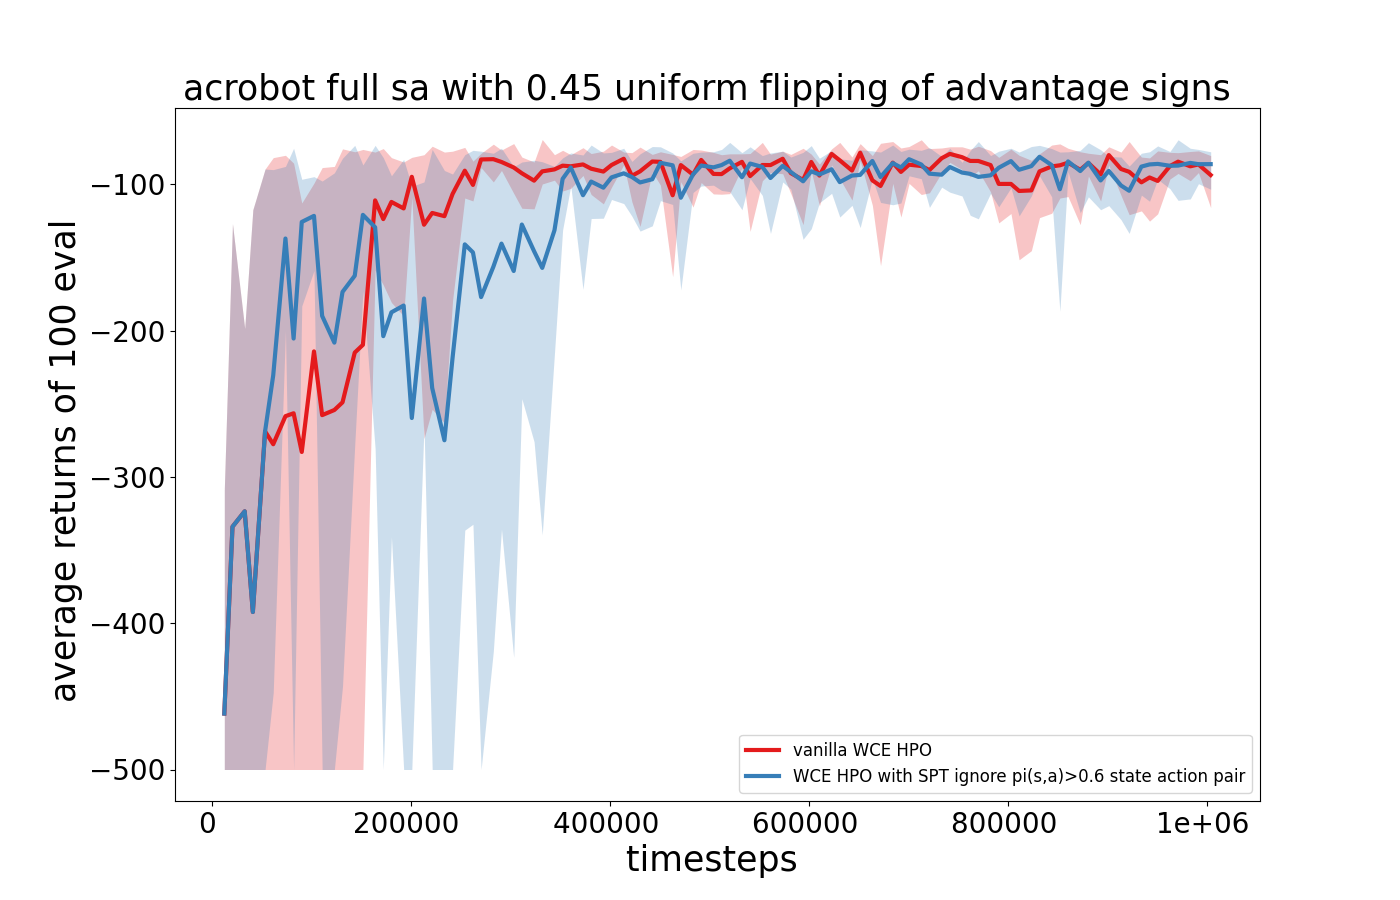 acrobot full sa with 0.45 uniform flipping of advantage signs
average returns of 100 eval
−100
−200
−300
−400
−500
vanilla WCE HPO
WCE HPO with SPT ignore pi(s,a)>0.6 state action pair
0 200000 400000 600000 800000 1e+06
timesteps